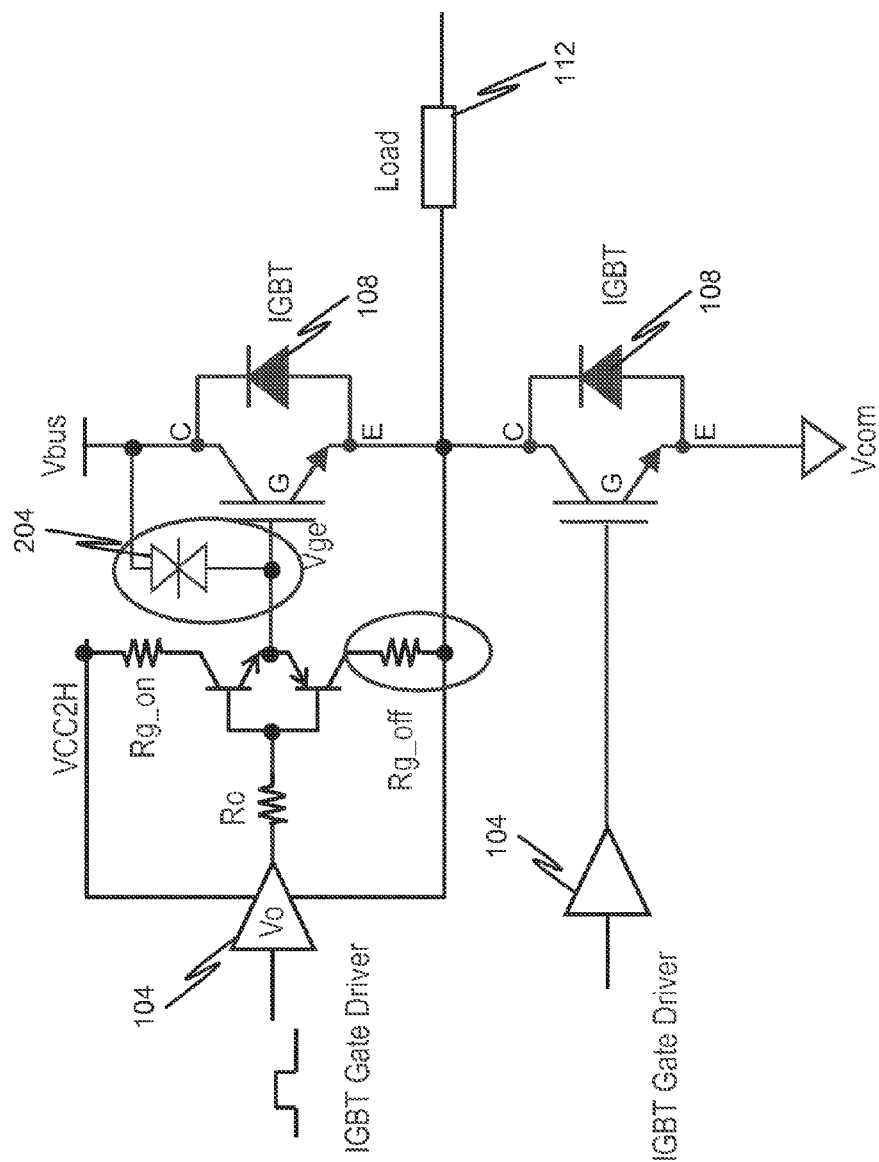 204
Vbus
VCC2H
C
IGBT
108
Rg_on
G
Load
Vge
E
112
Ro
104
Vo
Rg_off
IGBT Gate Driver
C
IGBT
108
104
G
E
IGBT Gate Driver
Vcom